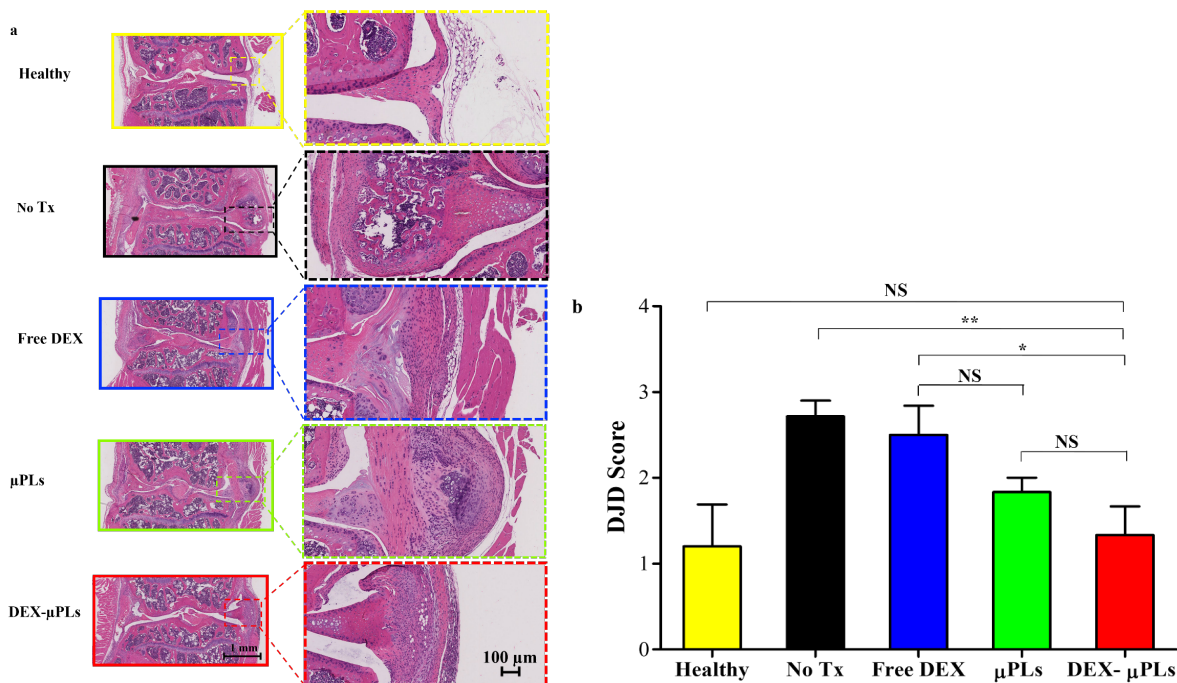 a
Healthy
No Tx
Free DEX
µPLs
DEX-µPLs
1 mm
100 µm
b
NS
**
*
NS
NS
DJD Score
4
3
2
1
0
Healthy No Tx Free DEX µPLs DEX- µPLs